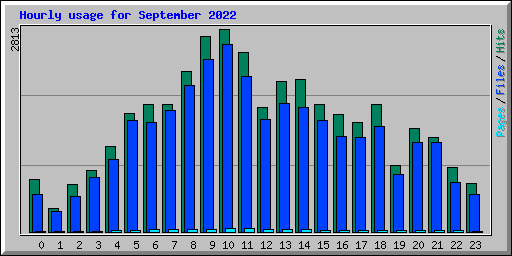 Hourly usage for September 2022
2813
Pages/Files/Hits
0 1 2 3 4 5 6 7 8 9 10 11 12 13 14 15 16 17 18 19 20 21 22 23